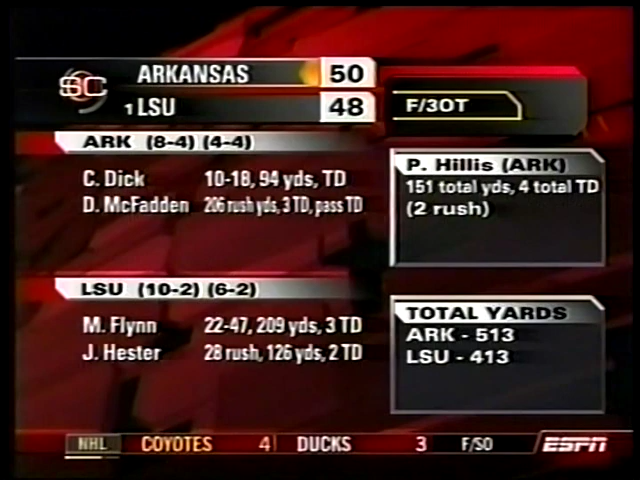 SC
ARKANSAS 50
1 LSU 48
F/3OT
ARK (8-4) (4-4)
C. Dick 10-18, 94 yds, TD
D. McFadden 206 rush yds, 3 TD, pass TD
P. Hillis (ARK)
151 total yds, 4 total TD
(2 rush)
LSU (10-2) (6-2)
M. Flynn 22-47, 209 yds, 3 TD
J. Hester 28 rush, 126 yds, 2 TD
TOTAL YARDS
ARK - 513
LSU - 413
NHL COYOTES 4 DUCKS 3 F/SO ESPN